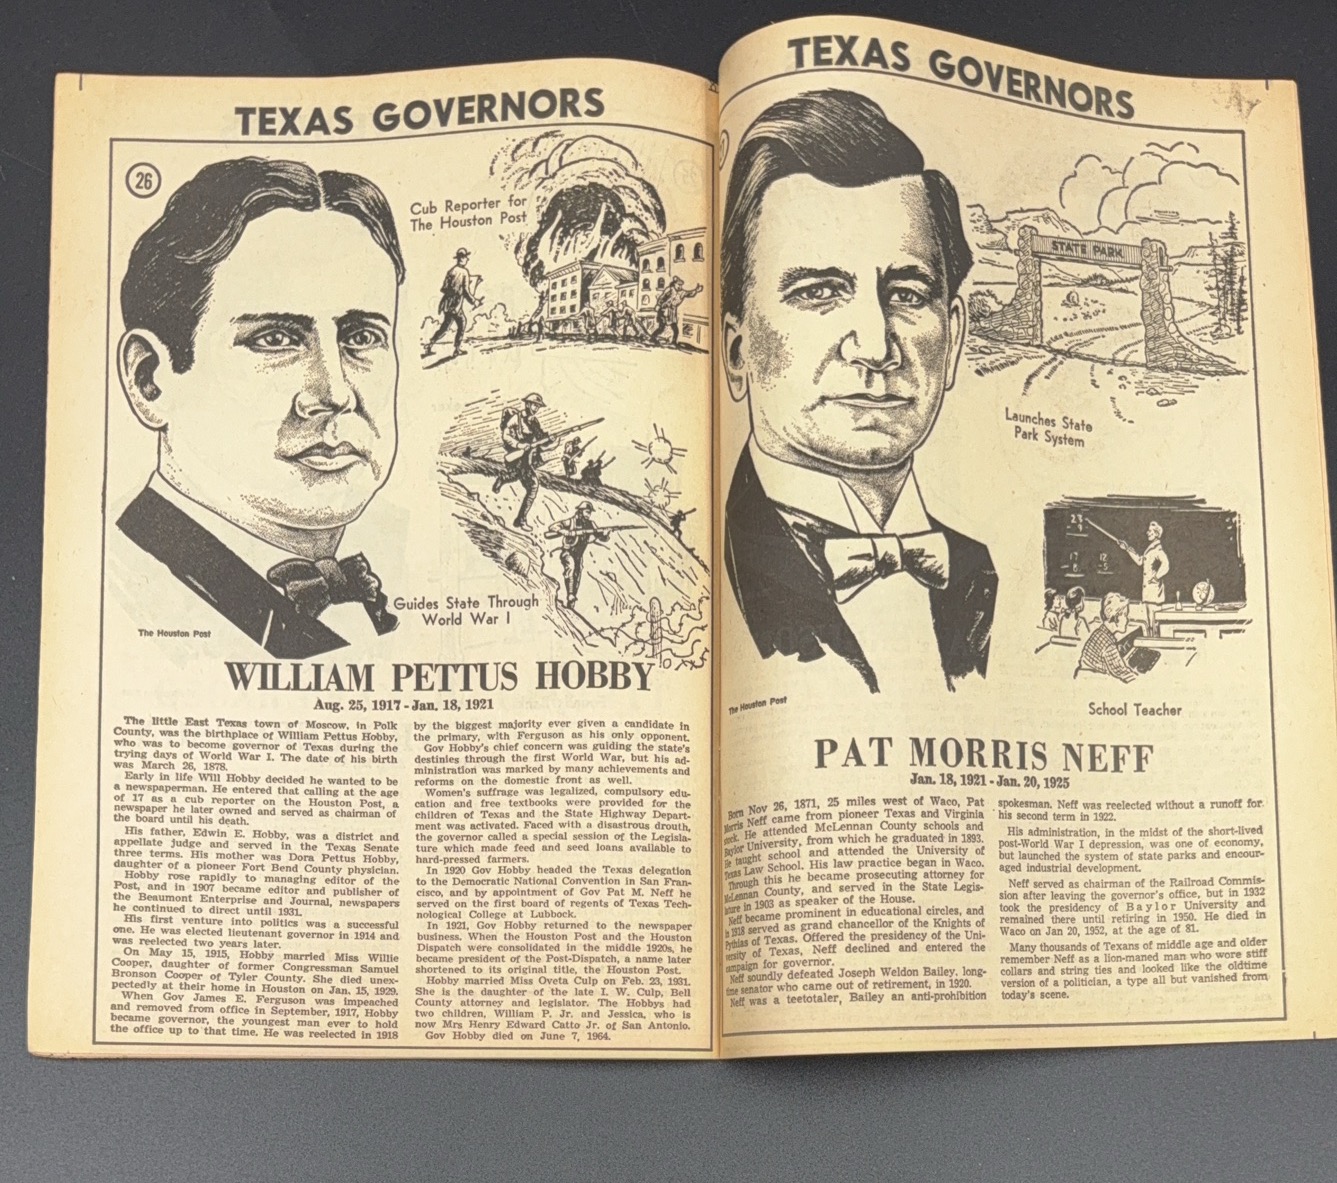 TEXAS GOVERNORS
26
Cub Reporter for
The Houston Post
Guides State Through
World War I
The Houston Post
WILLIAM PETTUS HOBBY
Aug. 25, 1917 - Jan. 18, 1921
The little East Texas town of Moscow, in Polk
County, was the birthplace of William Pettus Hobby,
who was to become governor of Texas during the
trying days of World War I. The date of his birth
was March 26, 1878.
Early in life Will Hobby decided he wanted to be
a newspaperman. He entered that calling at the age
of 17 as a cub reporter on the Houston Post, a
newspaper he later owned and served as chairman of
the board until his death.
His father, Edwin E. Hobby, was a district and
appellate judge and served in the Texas Senate
three terms. His mother was Dora Pettus Hobby,
daughter of a pioneer Fort Bend County physician.
Hobby rose rapidly to managing editor of the
Post, and in 1907 became editor and publisher of
the Beaumont Enterprise and Journal, newspapers
he continued to direct until 1931.
His first venture into politics was a successful
one. He was elected lieutenant governor in 1914 and
was reelected two years later.
On May 15, 1915, Hobby married Miss Willie
Cooper, daughter of former Congressman Samuel
Bronson Cooper of Tyler County. She died unex-
pectedly at their home in Houston on Jan. 15, 1929.
When Gov James E. Ferguson was impeached
and removed from office in September, 1917, Hobby
became governor, the youngest man ever to hold
the office up to that time. He was reelected in 1918
by the biggest majority ever given a candidate in
the primary, with Ferguson as his only opponent.
Gov Hobby's chief concern was guiding the state's
destinies through the first World War, but his ad-
ministration was marked by many achievements and
reforms on the domestic front as well.
Women's suffrage was legalized, compulsory edu-
cation and free textbooks were provided for the
children of Texas and the State Highway Depart-
ment was activated. Faced with a disastrous drouth,
the governor called a special session of the Legisla-
ture which made feed and seed loans available to
hard-pressed farmers.
In 1920 Gov Hobby headed the Texas delegation
to the Democratic National Convention in San Fran-
cisco, and by appointment of Gov Pat M. Neff he
served on the first board of regents of Texas Tech-
nological College at Lubbock.
In 1921, Gov Hobby returned to the newspaper
business. When the Houston Post and the Houston
Dispatch were consolidated in the middle 1920s, he
became president of the Post-Dispatch, a name later
shortened to its original title, the Houston Post.
Hobby married Miss Oveta Culp on Feb. 23, 1931.
She is the daughter of the late I. W. Culp, Bell
County attorney and legislator. The Hobbys had
two children, William P. Jr. and Jessica, who is
now Mrs Henry Edward Catto Jr. of San Antonio.
Gov Hobby died on June 7, 1964.
TEXAS GOVERNORS
STATE PARK
Launches State
Park System
School Teacher
The Houston Post
PAT MORRIS NEFF
Jan. 18, 1921 - Jan. 20, 1925
Born Nov 26, 1871, 25 miles west of Waco, Pat
Morris Neff came from pioneer Texas and Virginia
stock. He attended McLennan County schools and
Baylor University, from which he graduated in 1893.
He taught school and attended the University of
Texas Law School. His law practice began in Waco.
Through this he became prosecuting attorney for
McLennan County, and served in the State Legis-
lature in 1903 as speaker of the House.
Neff became prominent in educational circles, and
in 1918 served as grand chancellor of the Knights of
Pythias of Texas. Offered the presidency of the Uni-
versity of Texas, Neff declined and entered the
campaign for governor.
Neff soundly defeated Joseph Weldon Bailey, long-
time senator who came out of retirement, in 1920.
Neff was a teetotaler, Bailey an anti-prohibition
spokesman. Neff was reelected without a runoff for
his second term in 1922.
His administration, in the midst of the short-lived
post-World War I depression, was one of economy,
but launched the system of state parks and encour-
aged industrial development.
Neff served as chairman of the Railroad Commis-
sion after leaving the governor's office, but in 1932
took the presidency of Baylor University and
remained there until retiring in 1950. He died in
Waco on Jan 20, 1952, at the age of 81.
Many thousands of Texans of middle age and older
remember Neff as a lion-maned man who wore stiff
collars and string ties and looked like the oldtime
version of a politician, a type all but vanished from
today's scene.